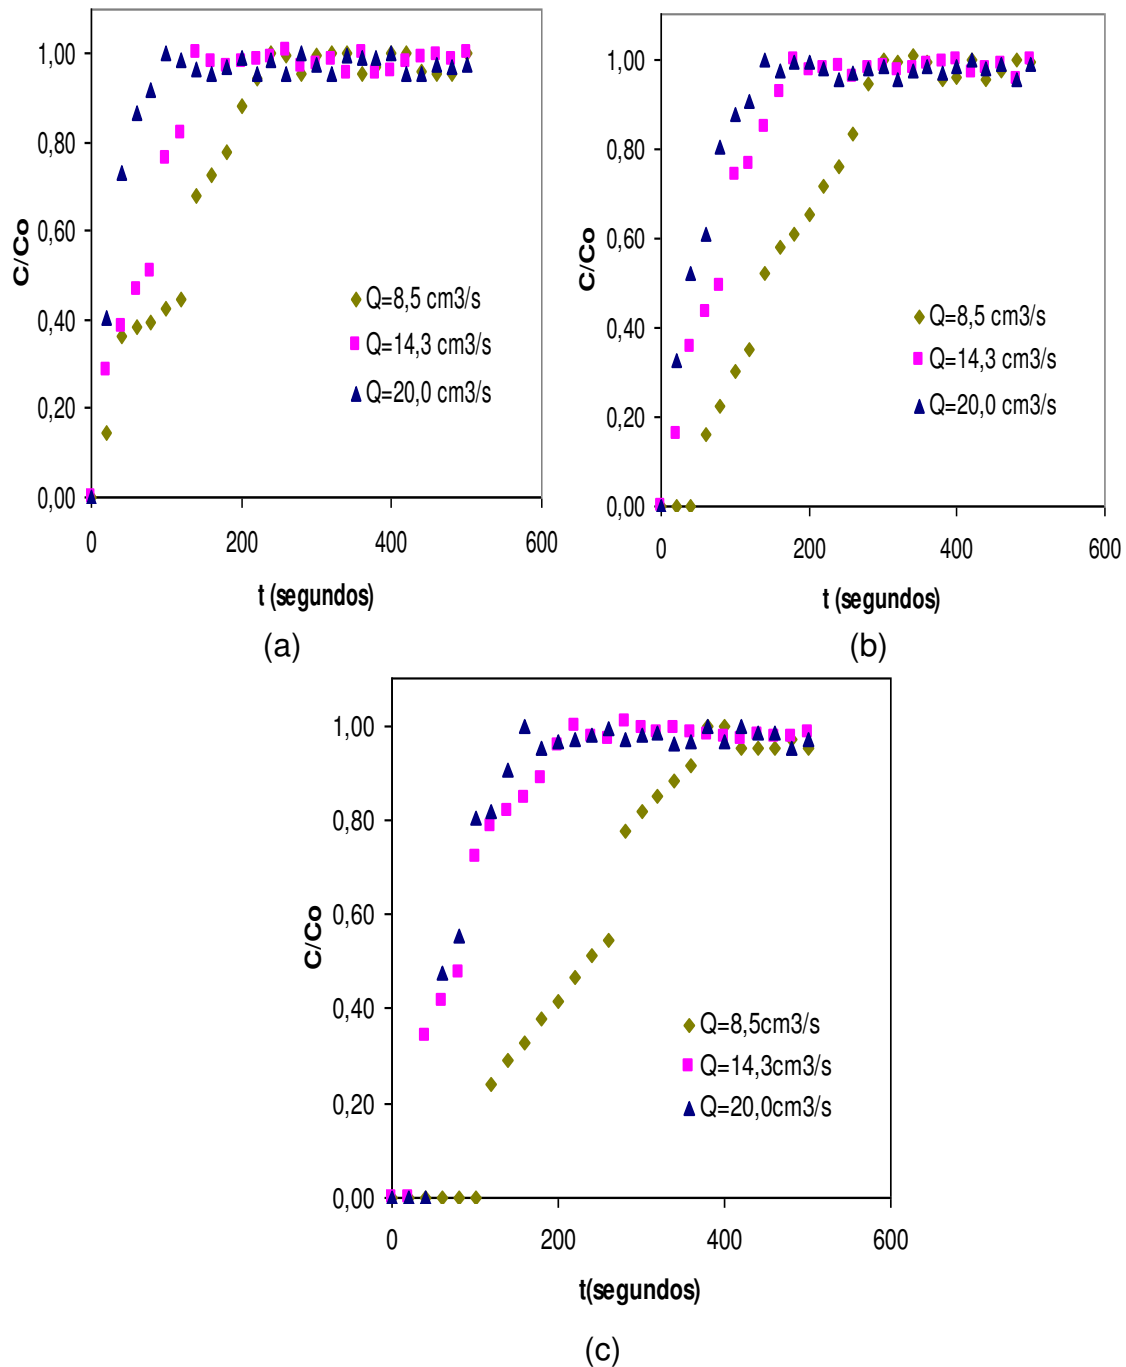 1,00
0,80
0,60
0,40
0,20
0,00
C/Co
0 200 400 600
t (segundos)
Q=8,5 cm3/s
Q=14,3 cm3/s
Q=20,0 cm3/s
(a)
1,00
0,80
0,60
0,40
0,20
0,00
C/Co
0 200 400 600
t (segundos)
Q=8,5 cm3/s
Q=14,3 cm3/s
Q=20,0 cm3/s
(b)
1,00
0,80
0,60
0,40
0,20
0,00
C/Co
0 200 400 600
t(segundos)
Q=8,5cm3/s
Q=14,3cm3/s
Q=20,0cm3/s
(c)